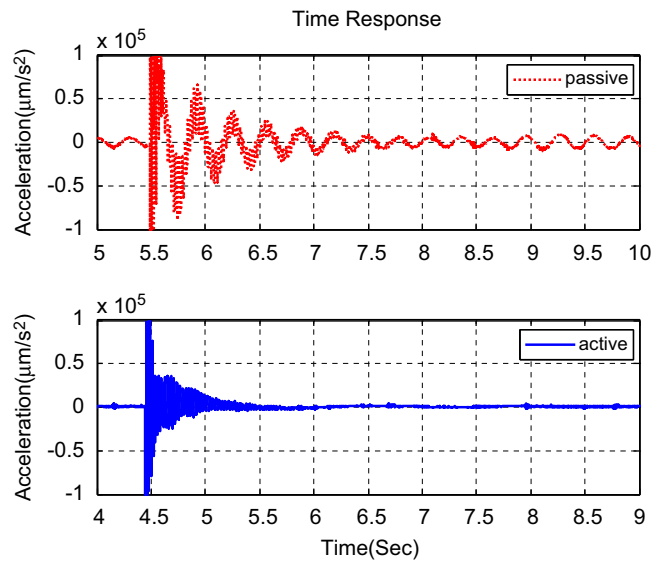 Time Response
x 10^5
Acceleration(μm/s²)
1
0.5
0
-0.5
-1
passive
5 5.5 6 6.5 7 7.5 8 8.5 9 9.5 10
x 10^5
Acceleration(μm/s²)
1
0.5
0
-0.5
-1
active
4 4.5 5 5.5 6 6.5 7 7.5 8 8.5 9
Time(Sec)